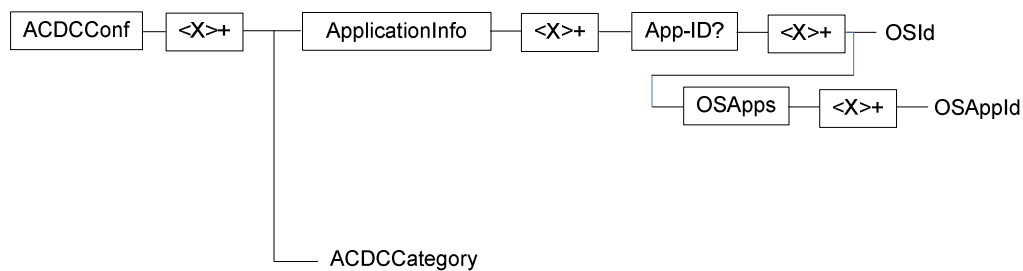 ACDCConf <X>+ ApplicationInfo <X>+ App-ID? <X>+ OSId
OSApps <X>+ OSAppId
ACDCCategory